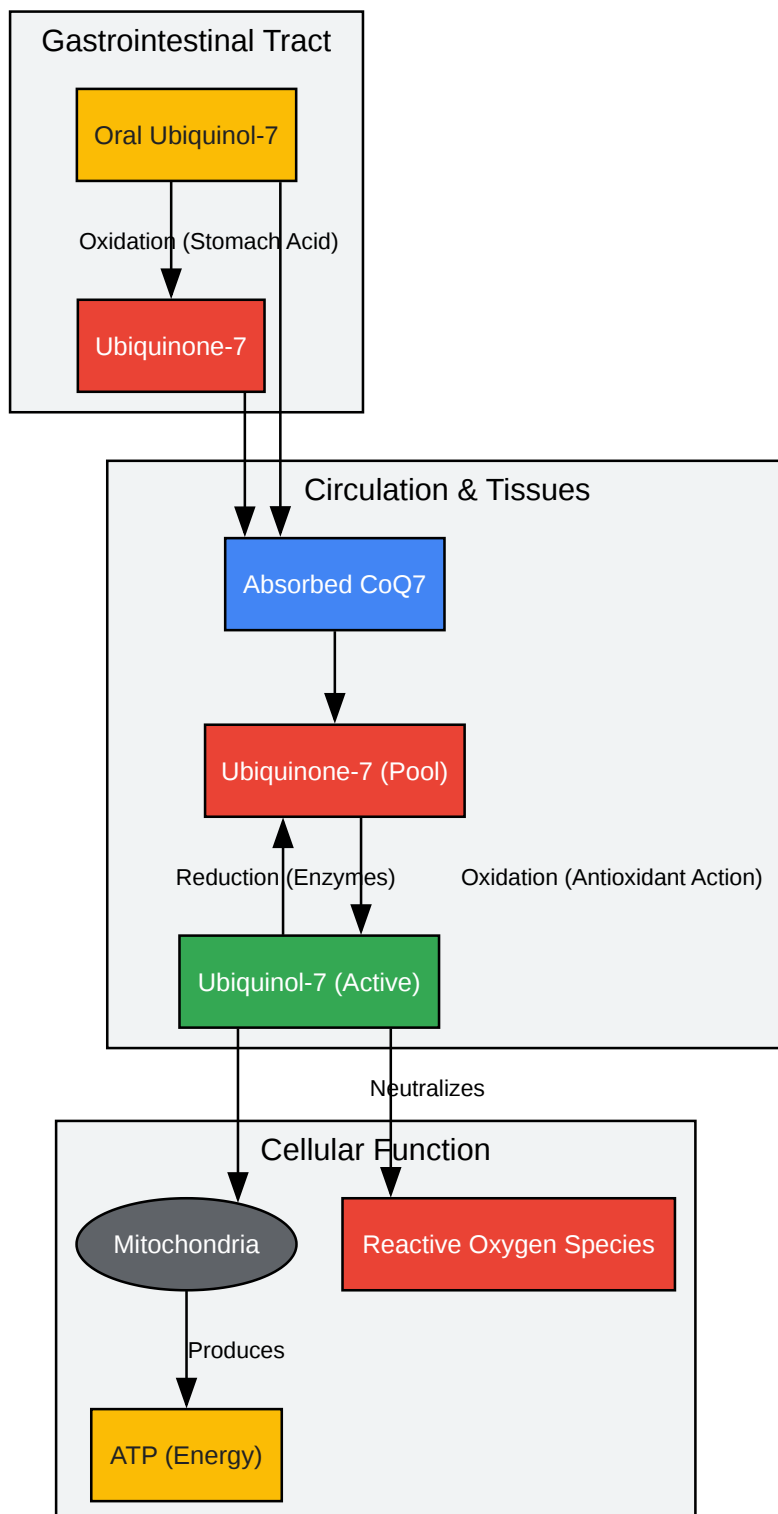 Gastrointestinal Tract
Oral Ubiquinol-7
Oxidation (Stomach Acid)
Ubiquinone-7
Circulation & Tissues
Absorbed CoQ7
Ubiquinone-7 (Pool)
Reduction (Enzymes)
Oxidation (Antioxidant Action)
Ubiquinol-7 (Active)
Neutralizes
Cellular Function
Mitochondria
Reactive Oxygen Species
Produces
ATP (Energy)